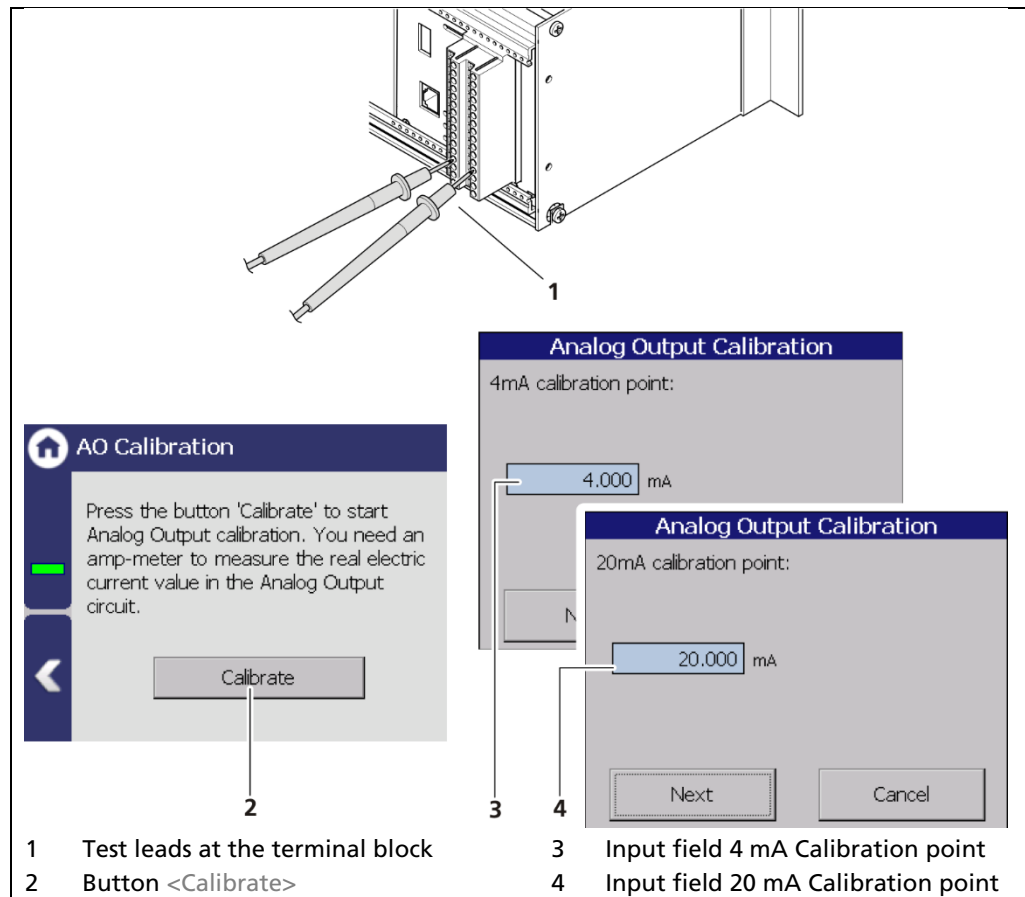 1
Analog Output Calibration
4mA calibration point:
4.000 mA
N
AO Calibration
Press the button 'Calibrate' to start
Analog Output calibration. You need an
amp-meter to measure the real electric
current value in the Analog Output
circuit.
Calibrate
Analog Output Calibration
20mA calibration point:
20.000 mA
Next Cancel
2 3 4
1 Test leads at the terminal block
2 Button <Calibrate>
3 Input field 4 mA Calibration point
4 Input field 20 mA Calibration point